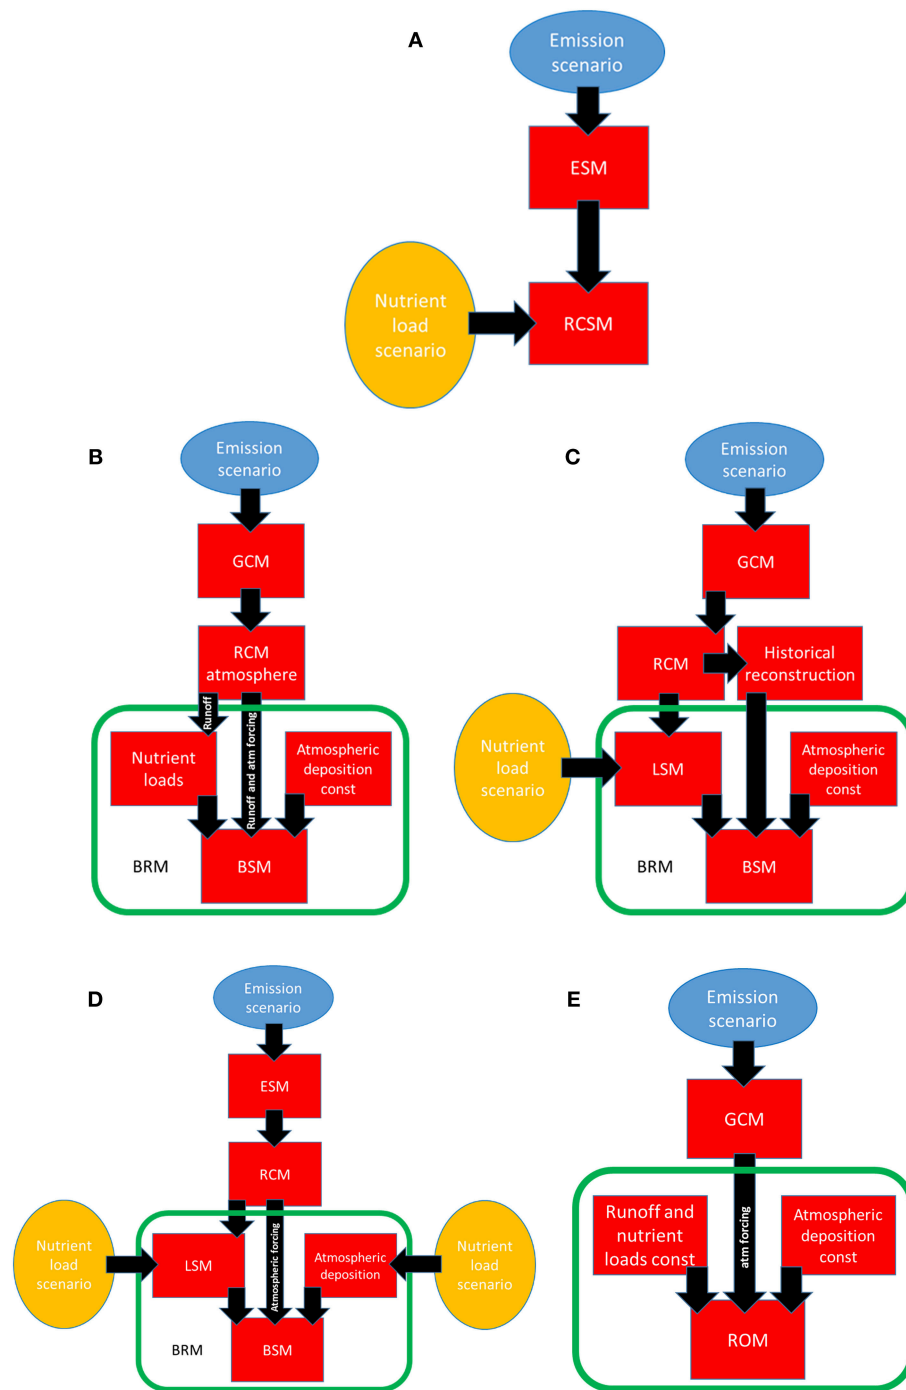 A
Emission
scenario
ESM
Nutrient
load
scenario
RCSM
B
Emission
scenario
GCM
RCM
atmosphere
Runoff
Runoff and atm forcing
Nutrient
loads
Atmospheric
deposition
const
BRM
BSM
C
Emission
scenario
GCM
RCM
Historical
reconstruction
Nutrient
load
scenario
LSM
Atmospheric
deposition
const
BRM
BSM
D
Emission
scenario
ESM
RCM
Nutrient
load
scenario
LSM
Atmospheric forcing
Atmospheric
deposition
Nutrient
load
scenario
BRM
BSM
E
Emission
scenario
GCM
Runoff and
nutrient
loads const
atm forcing
Atmospheric
deposition
const
ROM